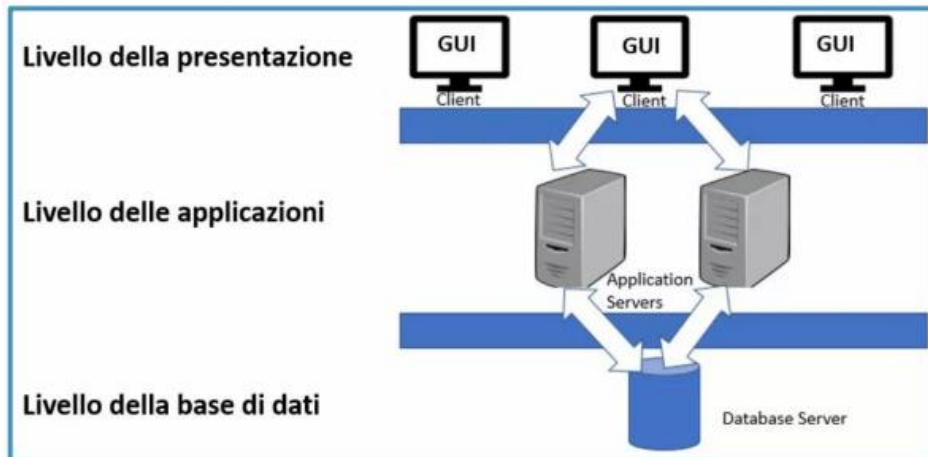 Livello della presentazione
GUI
GUI
GUI
Client
Client
Client
Livello delle applicazioni
Application
Servers
Livello della base di dati
Database Server